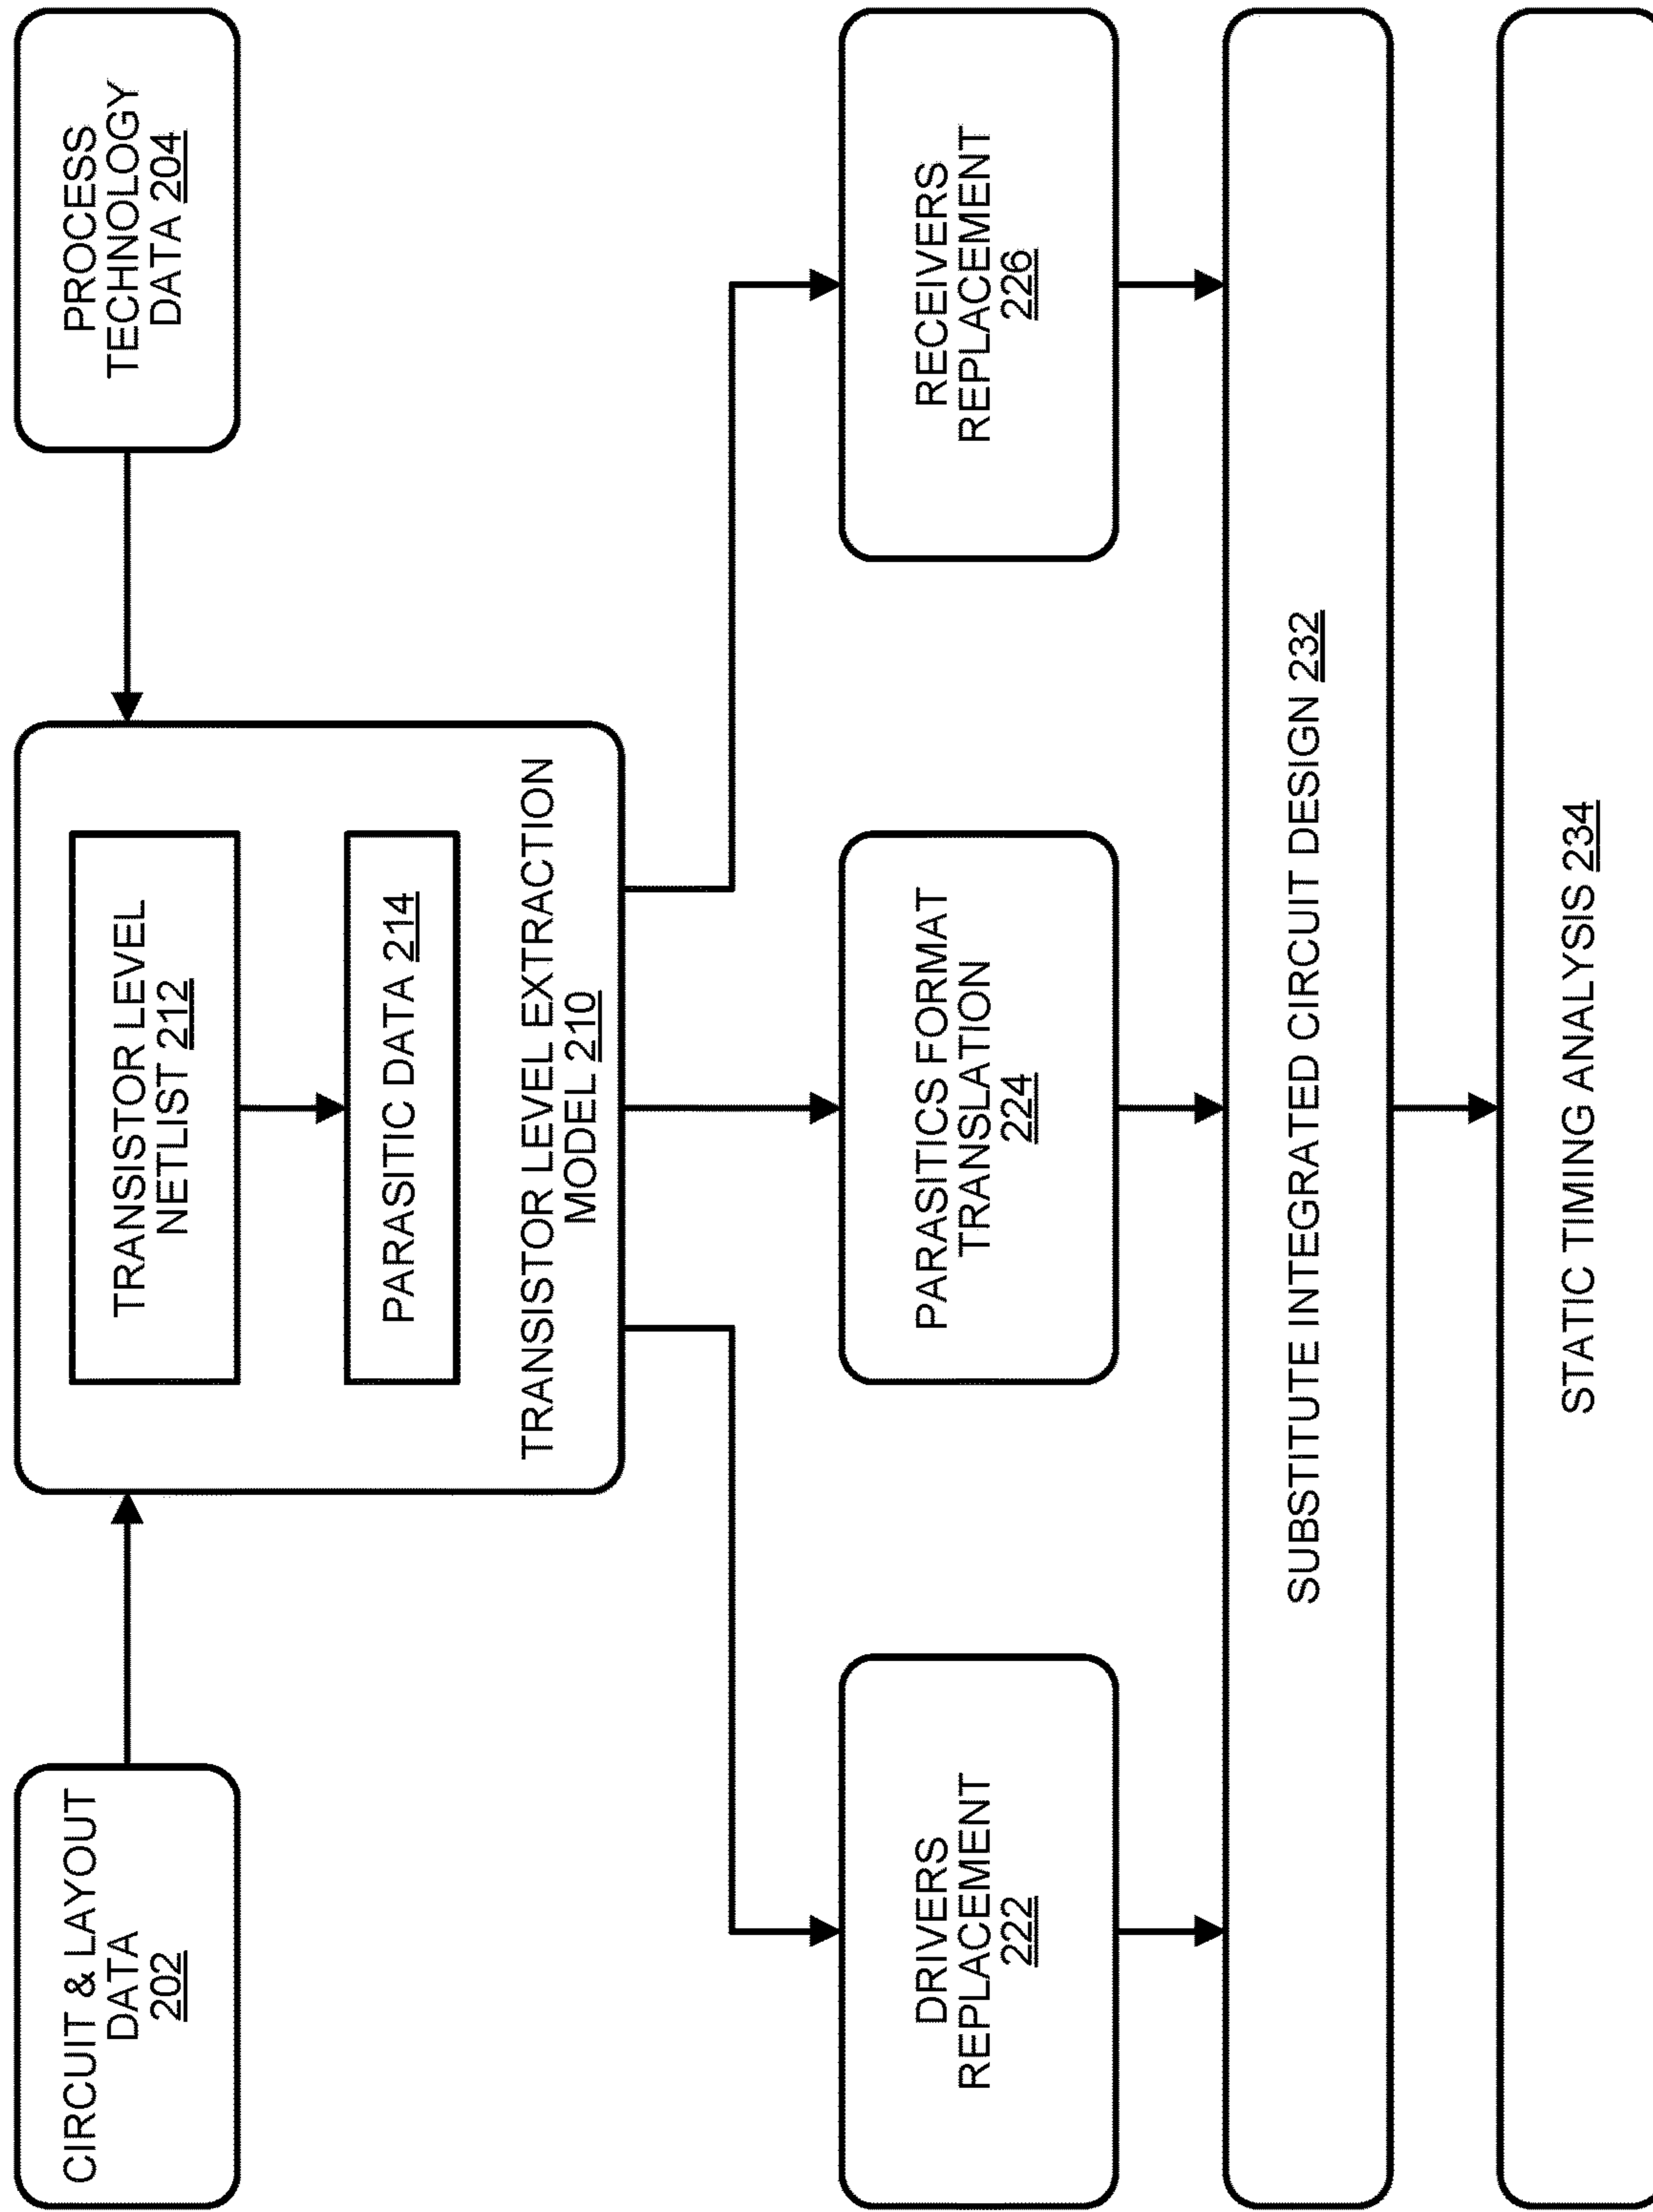 CIRCUIT & LAYOUT
DATA
202
TRANSISTOR LEVEL
NETLIST 212
PARASITIC DATA 214
TRANSISTOR LEVEL EXTRACTION
MODEL 210
PROCESS
TECHNOLOGY
DATA 204
DRIVERS
REPLACEMENT
222
PARASITICS FORMAT
TRANSLATION
224
RECEIVERS
REPLACEMENT
226
SUBSTITUTE INTEGRATED CIRCUIT DESIGN 232
STATIC TIMING ANALYSIS 234